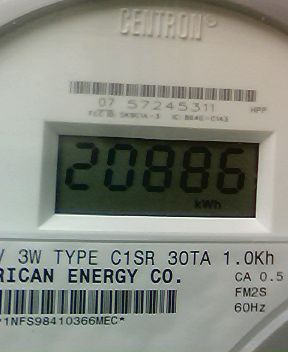 CENTRON®
07 57245311 HPP
20886
kWh
V 3W TYPE C1SR 30TA 1.0Kh
RICAN ENERGY CO. CA 0.5
FM2S
60Hz
1NFS98410366MEC*